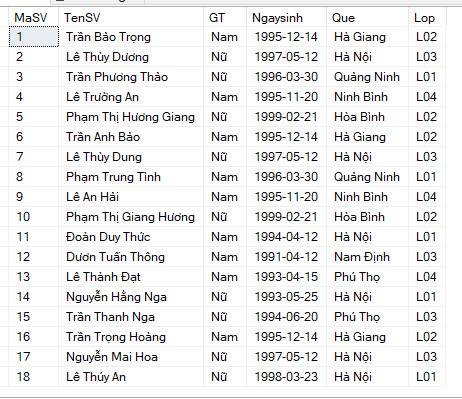 MaSV TenSV GT Ngaysinh Que Lop
1 Trần Bảo Trọng Nam 1995-12-14 Hà Giang L02
2 Lê Thùy Dương Nữ 1997-05-12 Hà Nội L03
3 Trần Phương Thảo Nữ 1996-03-30 Quảng Ninh L01
4 Lê Trường An Nam 1995-11-20 Ninh Bình L04
5 Phạm Thị Hương Giang Nữ 1999-02-21 Hòa Bình L02
6 Trần Anh Bảo Nam 1995-12-14 Hà Giang L02
7 Lê Thùy Dung Nữ 1997-05-12 Hà Nội L03
8 Phạm Trung Tính Nam 1996-03-30 Quảng Ninh L01
9 Lê An Hải Nam 1995-11-20 Ninh Bình L04
10 Phạm Thị Giang Hương Nữ 1999-02-21 Hòa Bình L02
11 Đoàn Duy Thức Nam 1994-04-12 Hà Nội L01
12 Dươn Tuấn Thông Nam 1991-04-12 Nam Định L03
13 Lê Thành Đạt Nam 1993-04-15 Phú Thọ L04
14 Nguyễn Hằng Nga Nữ 1993-05-25 Hà Nội L01
15 Trần Thanh Nga Nữ 1994-06-20 Phú Thọ L03
16 Trần Trọng Hoàng Nam 1995-12-14 Hà Giang L02
17 Nguyễn Mai Hoa Nữ 1997-05-12 Hà Nội L03
18 Lê Thúy An Nữ 1998-03-23 Hà Nội L01